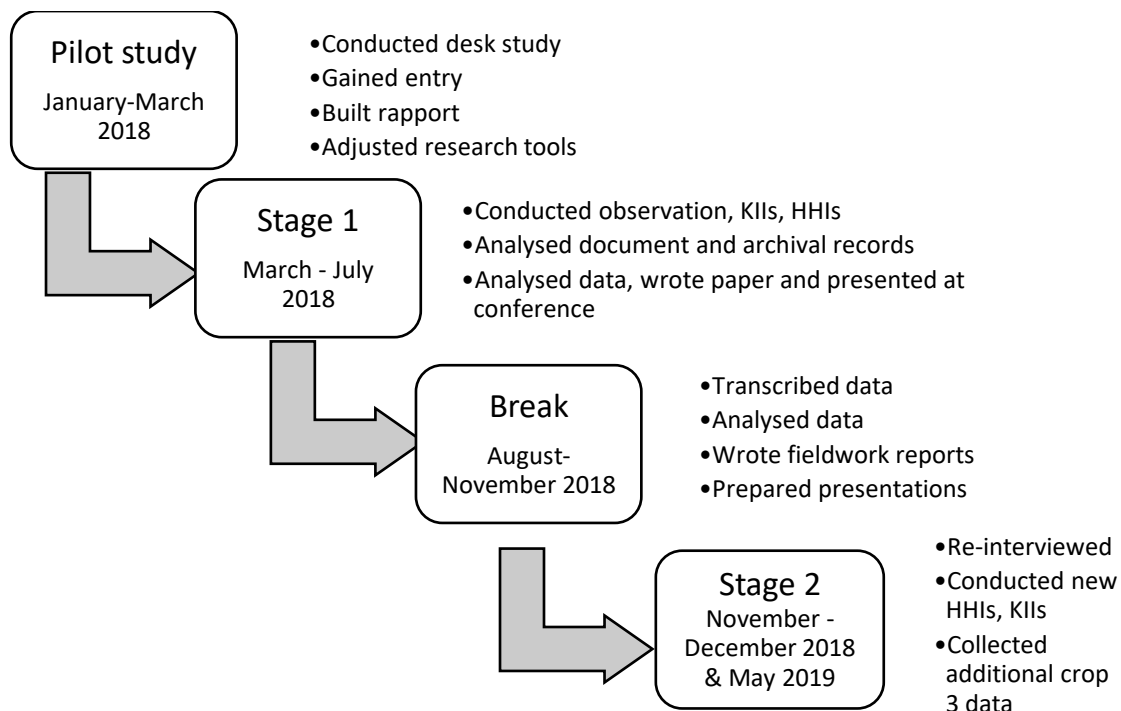 Pilot study
January-March
2018
•Conducted desk study
•Gained entry
•Built rapport
•Adjusted research tools
Stage 1
March - July
2018
•Conducted observation, KIIs, HHIs
•Analysed document and archival records
•Analysed data, wrote paper and presented at
conference
Break
August-
November 2018
•Transcribed data
•Analysed data
•Wrote fieldwork reports
•Prepared presentations
Stage 2
November -
December 2018
& May 2019
•Re-interviewed
•Conducted new
HHIs, KIIs
•Collected
additional crop
3 data